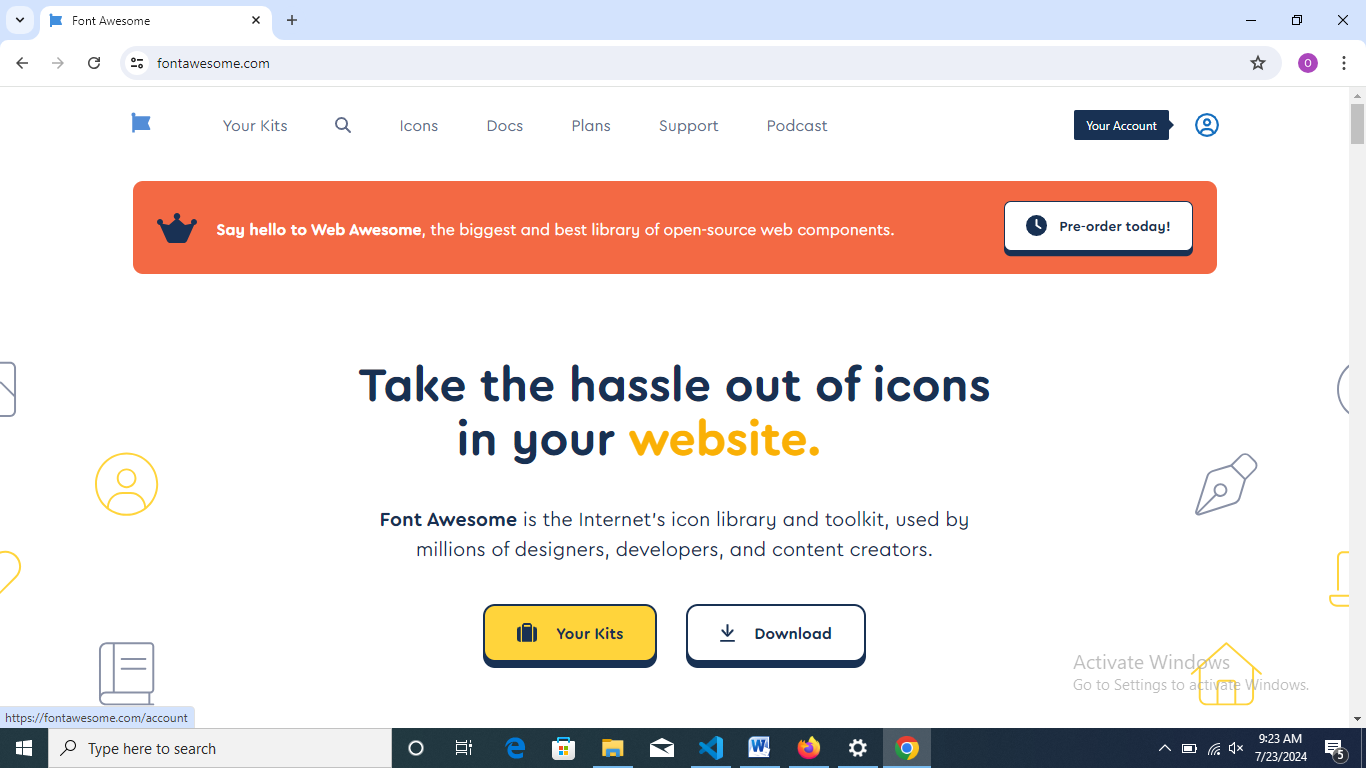 Font Awesome
fontawesome.com
O
Your Kits
Icons
Docs
Plans
Support
Podcast
Your Account
Say hello to Web Awesome, the biggest and best library of open-source web components.
Pre-order today!
Take the hassle out of icons
in your website.
Font Awesome is the Internet's icon library and toolkit, used by
millions of designers, developers, and content creators.
Your Kits
Download
Activate Windows
Go to Settings to activate Windows.
https://fontawesome.com/account
Type here to search
9:23 AM
7/23/2024
5